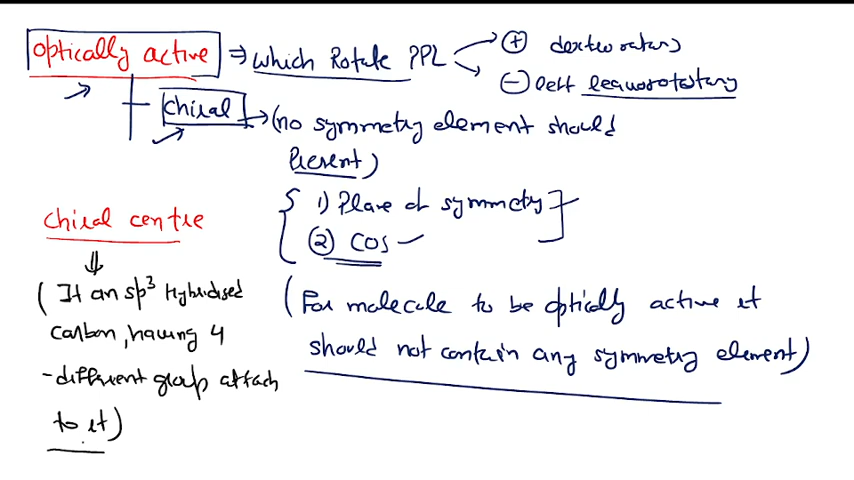 optically active ⇒ which Rotate PPL
⊕ dextrorotatory
⊖ left leavorotatory
chiral → (no symmetry element should
Present)
1) Plane of symmetry
② COS
(For molecule to be optically active it
should not contain any symmetry element)
chiral centre
⇓
( It an sp³ Hybridised
carbon, having 4
-different group attach
to it)